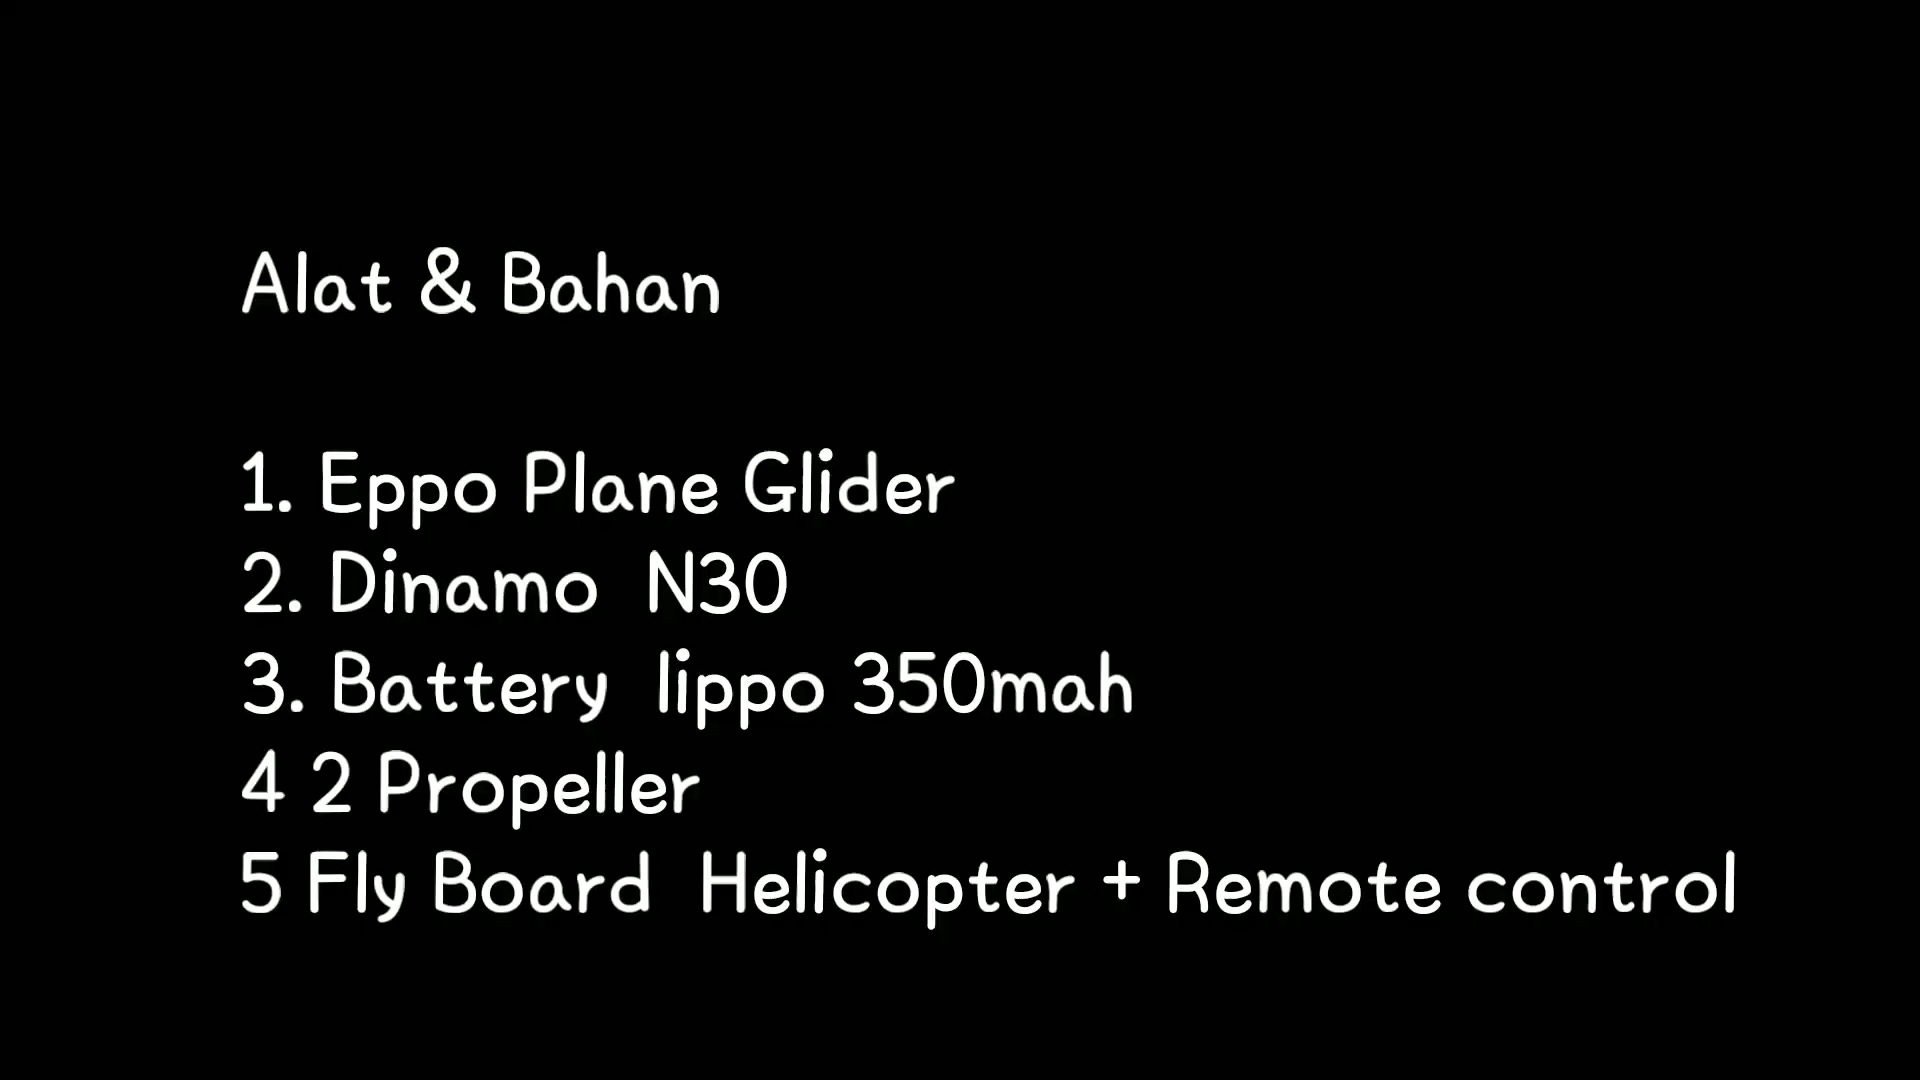 Alat & Bahan
1. Eppo Plane Glider
2. Dinamo N30
3. Battery lippo 350mah
4 2 Propeller
5 Fly Board Helicopter + Remote control